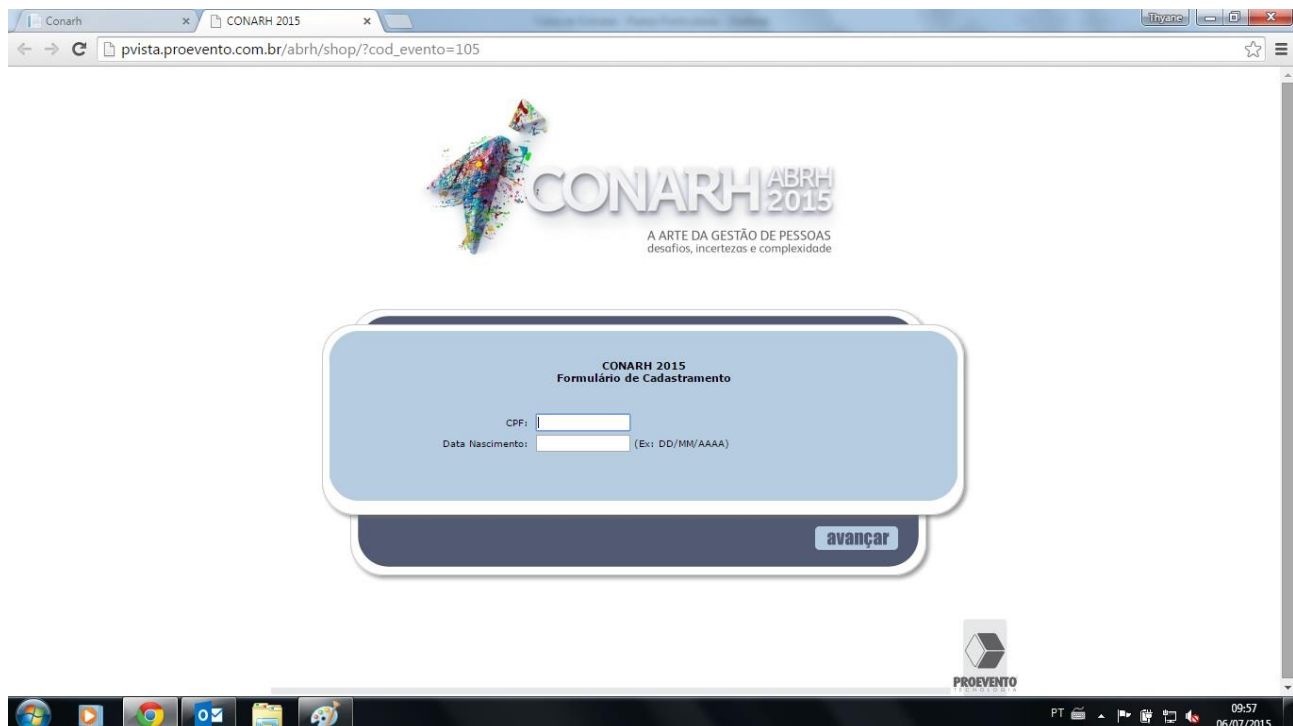 Conarh
CONARH 2015
Thyane
pvista.proevento.com.br/abrh/shop/?cod_evento=105
CONARH ABRH 2015
A ARTE DA GESTÃO DE PESSOAS
desafios, incertezas e complexidade
CONARH 2015
Formulário de Cadastramento
CPF:
Data Nascimento: (Ex: DD/MM/AAAA)
avançar
PROEVENTO
TECNOLOGIA
PT
09:57
06/07/2015